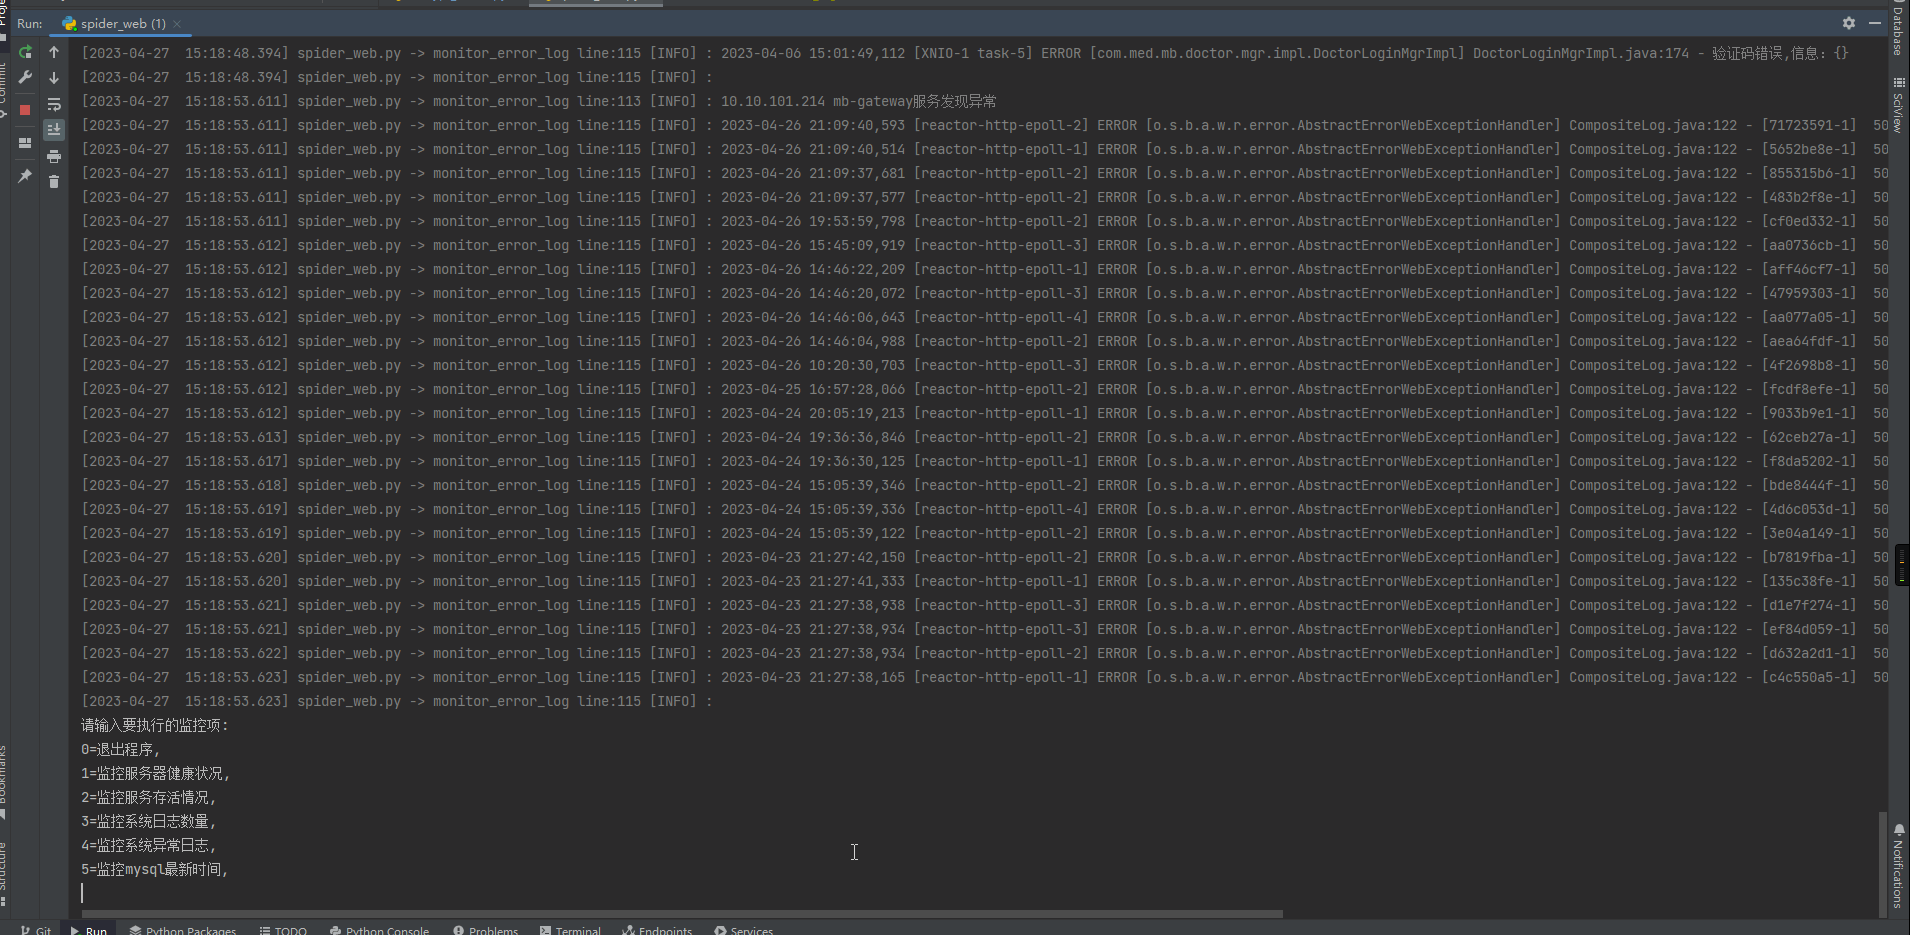 Run: spider_web (1)
[2023-04-27  15:18:48.394] spider_web.py -> monitor_error_log line:115 [INFO] : 2023-04-06 15:01:49,112 [XNIO-1 task-5] ERROR [com.med.mb.doctor.mgr.impl.DoctorLoginMgrImpl] DoctorLoginMgrImpl.java:174 - 验证码错误,信息: {}
[2023-04-27  15:18:48.394] spider_web.py -> monitor_error_log line:115 [INFO] :
[2023-04-27  15:18:53.611] spider_web.py -> monitor_error_log line:113 [INFO] : 10.10.101.214 mb-gateway服务发现异常
[2023-04-27  15:18:53.611] spider_web.py -> monitor_error_log line:115 [INFO] : 2023-04-26 21:09:40,593 [reactor-http-epoll-2] ERROR [o.s.b.a.w.r.error.AbstractErrorWebExceptionHandler] CompositeLog.java:122 - [71723591-1]  50
[2023-04-27  15:18:53.611] spider_web.py -> monitor_error_log line:115 [INFO] : 2023-04-26 21:09:40,514 [reactor-http-epoll-1] ERROR [o.s.b.a.w.r.error.AbstractErrorWebExceptionHandler] CompositeLog.java:122 - [5652be8e-1]  50
[2023-04-27  15:18:53.611] spider_web.py -> monitor_error_log line:115 [INFO] : 2023-04-26 21:09:37,681 [reactor-http-epoll-2] ERROR [o.s.b.a.w.r.error.AbstractErrorWebExceptionHandler] CompositeLog.java:122 - [855315b6-1]  50
[2023-04-27  15:18:53.611] spider_web.py -> monitor_error_log line:115 [INFO] : 2023-04-26 21:09:37,577 [reactor-http-epoll-2] ERROR [o.s.b.a.w.r.error.AbstractErrorWebExceptionHandler] CompositeLog.java:122 - [483b2f8e-1]  50
[2023-04-27  15:18:53.611] spider_web.py -> monitor_error_log line:115 [INFO] : 2023-04-26 19:53:59,798 [reactor-http-epoll-2] ERROR [o.s.b.a.w.r.error.AbstractErrorWebExceptionHandler] CompositeLog.java:122 - [cf0ed332-1]  50
[2023-04-27  15:18:53.612] spider_web.py -> monitor_error_log line:115 [INFO] : 2023-04-26 15:45:09,919 [reactor-http-epoll-3] ERROR [o.s.b.a.w.r.error.AbstractErrorWebExceptionHandler] CompositeLog.java:122 - [aa0736cb-1]  50
[2023-04-27  15:18:53.612] spider_web.py -> monitor_error_log line:115 [INFO] : 2023-04-26 14:46:22,209 [reactor-http-epoll-1] ERROR [o.s.b.a.w.r.error.AbstractErrorWebExceptionHandler] CompositeLog.java:122 - [aff46cf7-1]  50
[2023-04-27  15:18:53.612] spider_web.py -> monitor_error_log line:115 [INFO] : 2023-04-26 14:46:20,072 [reactor-http-epoll-3] ERROR [o.s.b.a.w.r.error.AbstractErrorWebExceptionHandler] CompositeLog.java:122 - [47959303-1]  50
[2023-04-27  15:18:53.612] spider_web.py -> monitor_error_log line:115 [INFO] : 2023-04-26 14:46:06,643 [reactor-http-epoll-4] ERROR [o.s.b.a.w.r.error.AbstractErrorWebExceptionHandler] CompositeLog.java:122 - [aa077a05-1]  50
[2023-04-27  15:18:53.612] spider_web.py -> monitor_error_log line:115 [INFO] : 2023-04-26 14:46:04,988 [reactor-http-epoll-2] ERROR [o.s.b.a.w.r.error.AbstractErrorWebExceptionHandler] CompositeLog.java:122 - [aea64fdf-1]  50
[2023-04-27  15:18:53.612] spider_web.py -> monitor_error_log line:115 [INFO] : 2023-04-26 10:20:30,703 [reactor-http-epoll-3] ERROR [o.s.b.a.w.r.error.AbstractErrorWebExceptionHandler] CompositeLog.java:122 - [4f2698b8-1]  50
[2023-04-27  15:18:53.612] spider_web.py -> monitor_error_log line:115 [INFO] : 2023-04-25 16:57:28,066 [reactor-http-epoll-2] ERROR [o.s.b.a.w.r.error.AbstractErrorWebExceptionHandler] CompositeLog.java:122 - [fcdf8efe-1]  50
[2023-04-27  15:18:53.612] spider_web.py -> monitor_error_log line:115 [INFO] : 2023-04-24 20:05:19,213 [reactor-http-epoll-1] ERROR [o.s.b.a.w.r.error.AbstractErrorWebExceptionHandler] CompositeLog.java:122 - [9033b9e1-1]  50
[2023-04-27  15:18:53.613] spider_web.py -> monitor_error_log line:115 [INFO] : 2023-04-24 19:36:36,846 [reactor-http-epoll-2] ERROR [o.s.b.a.w.r.error.AbstractErrorWebExceptionHandler] CompositeLog.java:122 - [62ceb27a-1]  50
[2023-04-27  15:18:53.617] spider_web.py -> monitor_error_log line:115 [INFO] : 2023-04-24 19:36:30,125 [reactor-http-epoll-1] ERROR [o.s.b.a.w.r.error.AbstractErrorWebExceptionHandler] CompositeLog.java:122 - [f8da5202-1]  50
[2023-04-27  15:18:53.618] spider_web.py -> monitor_error_log line:115 [INFO] : 2023-04-24 15:05:39,346 [reactor-http-epoll-2] ERROR [o.s.b.a.w.r.error.AbstractErrorWebExceptionHandler] CompositeLog.java:122 - [bde8444f-1]  50
[2023-04-27  15:18:53.619] spider_web.py -> monitor_error_log line:115 [INFO] : 2023-04-24 15:05:39,336 [reactor-http-epoll-4] ERROR [o.s.b.a.w.r.error.AbstractErrorWebExceptionHandler] CompositeLog.java:122 - [4d6c053d-1]  50
[2023-04-27  15:18:53.619] spider_web.py -> monitor_error_log line:115 [INFO] : 2023-04-24 15:05:39,122 [reactor-http-epoll-2] ERROR [o.s.b.a.w.r.error.AbstractErrorWebExceptionHandler] CompositeLog.java:122 - [3e04a149-1]  50
[2023-04-27  15:18:53.620] spider_web.py -> monitor_error_log line:115 [INFO] : 2023-04-23 21:27:42,150 [reactor-http-epoll-2] ERROR [o.s.b.a.w.r.error.AbstractErrorWebExceptionHandler] CompositeLog.java:122 - [b7819fba-1]  50
[2023-04-27  15:18:53.620] spider_web.py -> monitor_error_log line:115 [INFO] : 2023-04-23 21:27:41,333 [reactor-http-epoll-1] ERROR [o.s.b.a.w.r.error.AbstractErrorWebExceptionHandler] CompositeLog.java:122 - [135c38fe-1]  50
[2023-04-27  15:18:53.621] spider_web.py -> monitor_error_log line:115 [INFO] : 2023-04-23 21:27:38,938 [reactor-http-epoll-3] ERROR [o.s.b.a.w.r.error.AbstractErrorWebExceptionHandler] CompositeLog.java:122 - [d1e7f274-1]  50
[2023-04-27  15:18:53.621] spider_web.py -> monitor_error_log line:115 [INFO] : 2023-04-23 21:27:38,934 [reactor-http-epoll-3] ERROR [o.s.b.a.w.r.error.AbstractErrorWebExceptionHandler] CompositeLog.java:122 - [ef84d059-1]  50
[2023-04-27  15:18:53.622] spider_web.py -> monitor_error_log line:115 [INFO] : 2023-04-23 21:27:38,934 [reactor-http-epoll-2] ERROR [o.s.b.a.w.r.error.AbstractErrorWebExceptionHandler] CompositeLog.java:122 - [d632a2d1-1]  50
[2023-04-27  15:18:53.623] spider_web.py -> monitor_error_log line:115 [INFO] : 2023-04-23 21:27:38,165 [reactor-http-epoll-1] ERROR [o.s.b.a.w.r.error.AbstractErrorWebExceptionHandler] CompositeLog.java:122 - [c4c550a5-1]  50
[2023-04-27  15:18:53.623] spider_web.py -> monitor_error_log line:115 [INFO] :
请输入要执行的监控项:
0=退出程序,
1=监控服务器健康状况,
2=监控服务存活情况,
3=监控系统日志数量,
4=监控系统异常日志,
5=监控mysql最新时间,
Git Run Python Packages TODO Python Console Problems Terminal Endpoints Services
Commit
Bookmarks
Structure
Database
SciView
Notifications